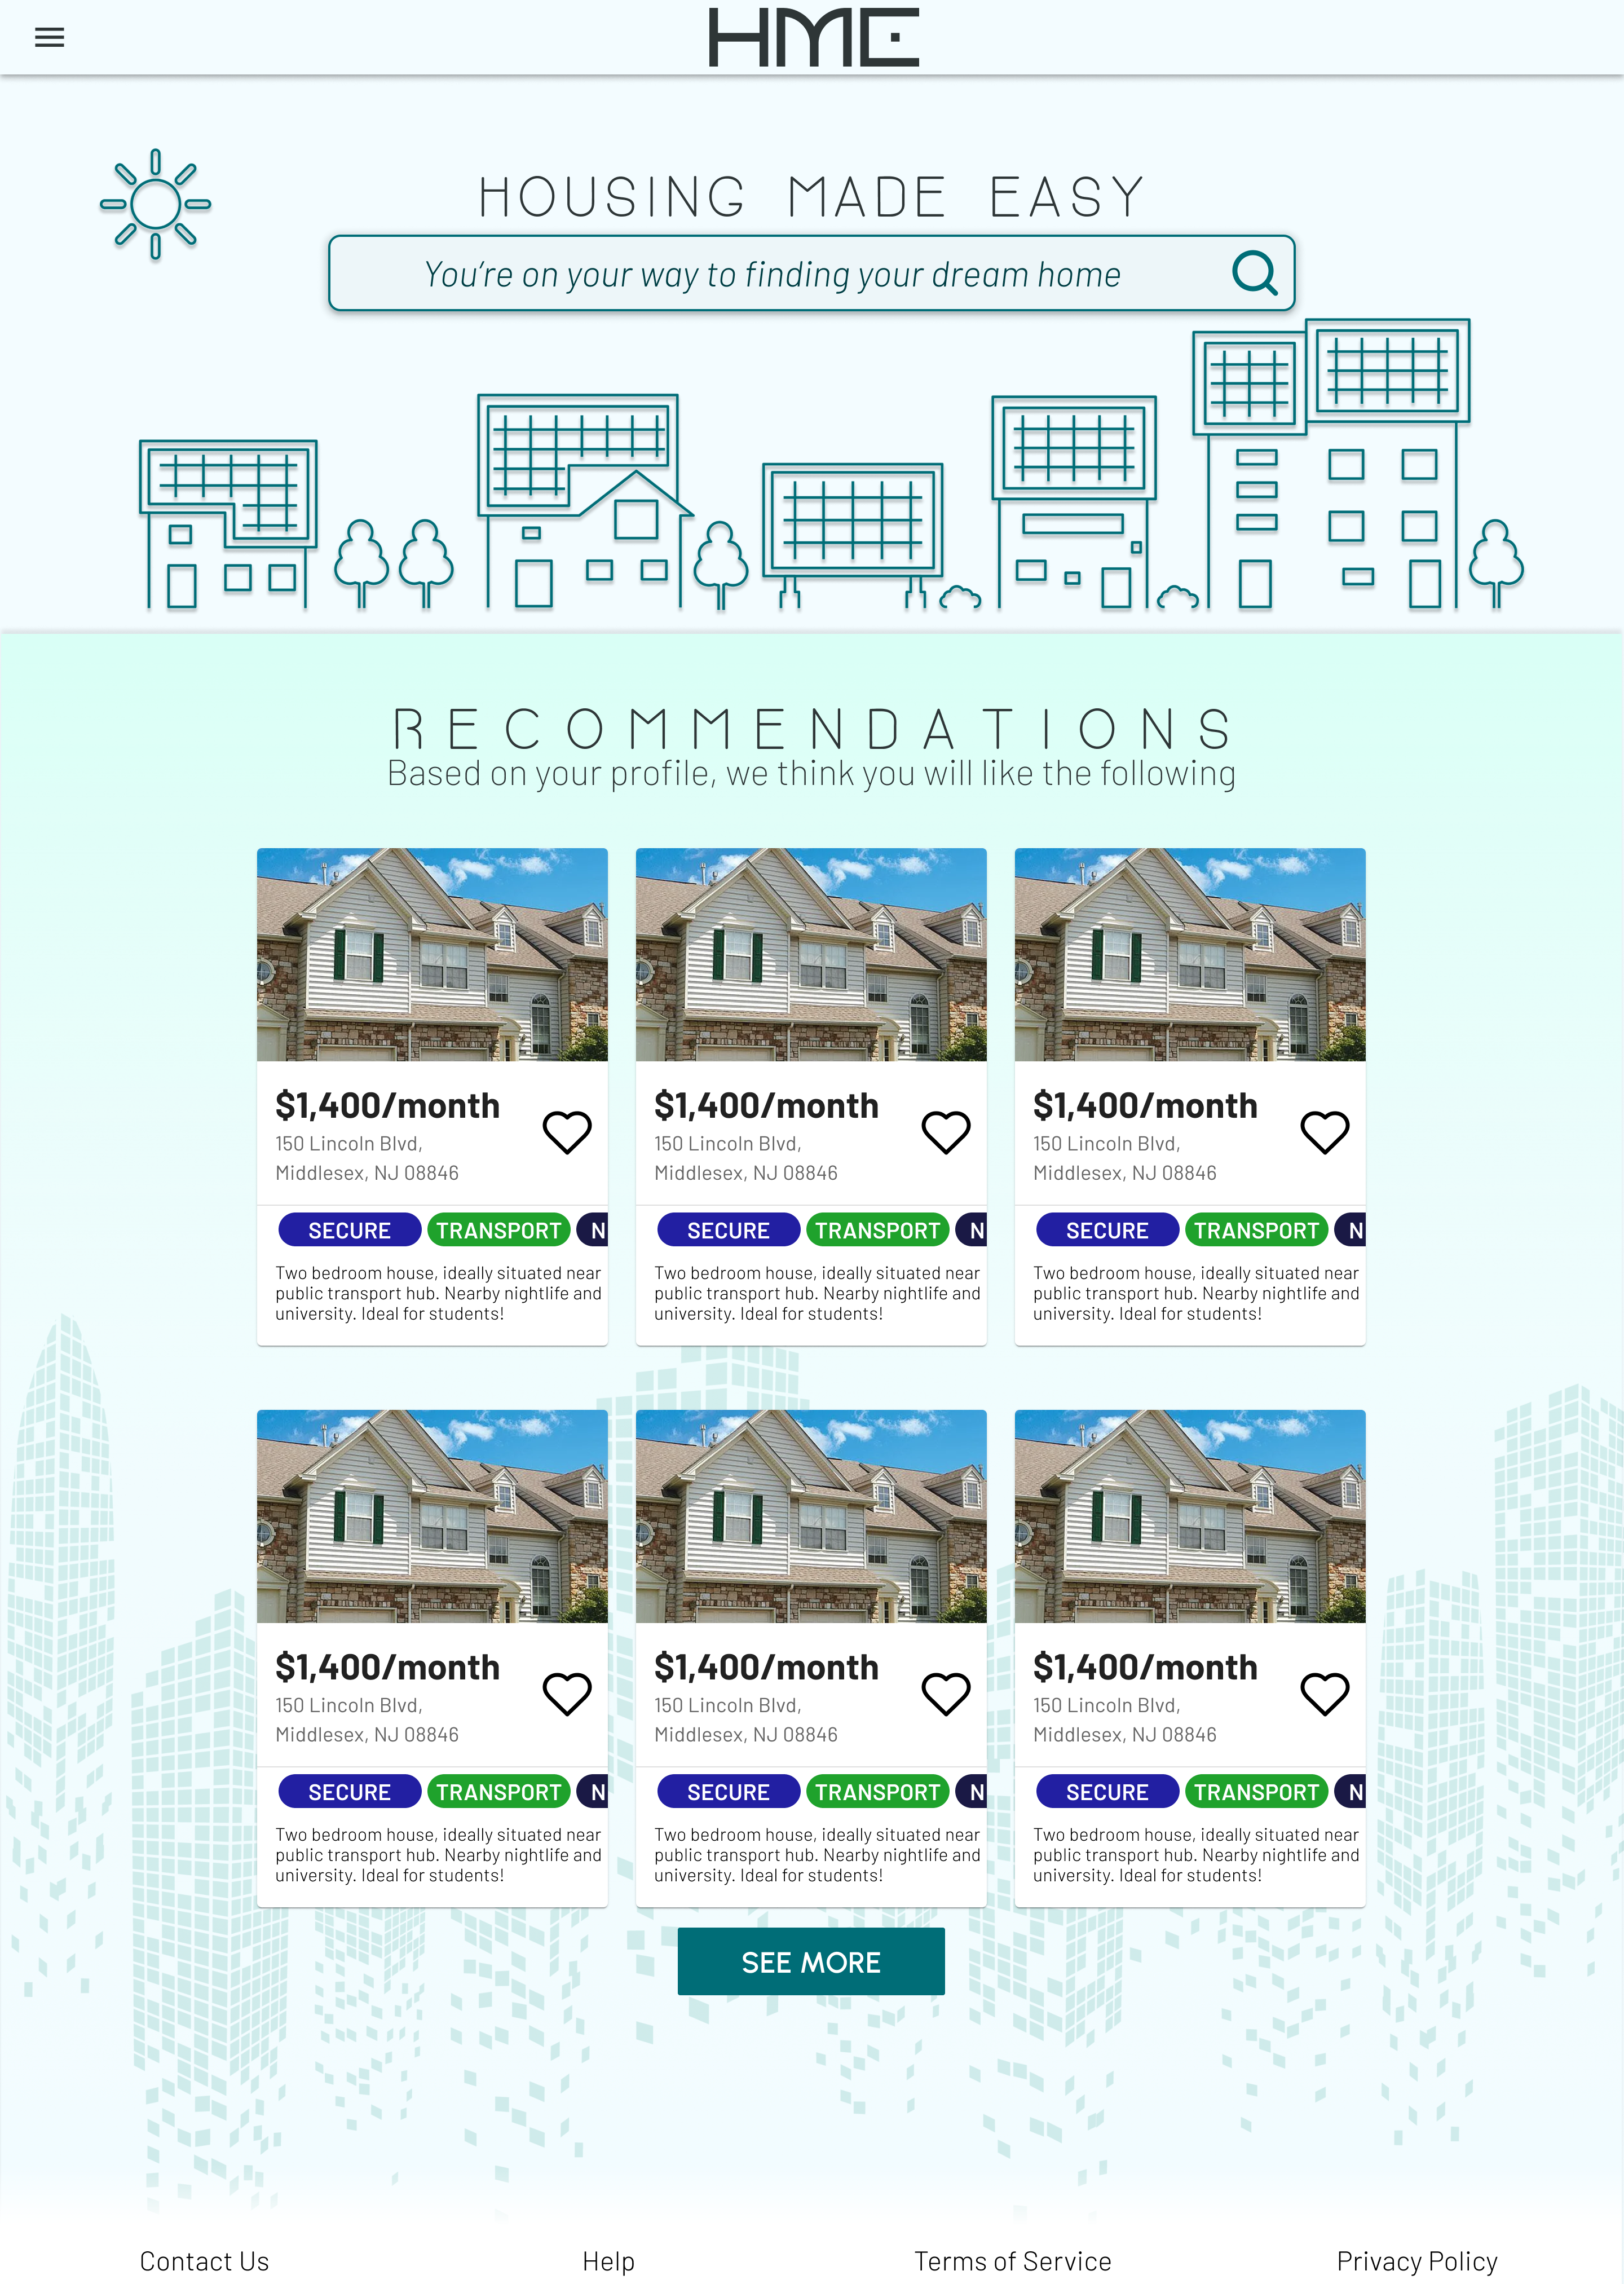 HME
HOUSING MADE EASY
You're on your way to finding your dream home
RECOMMENDATIONS
Based on your profile, we think you will like the following
$1,400/month
150 Lincoln Blvd,
Middlesex, NJ 08846
SECURE TRANSPORT N
Two bedroom house, ideally situated near
public transport hub. Nearby nightlife and
university. Ideal for students!
$1,400/month
150 Lincoln Blvd,
Middlesex, NJ 08846
SECURE TRANSPORT N
Two bedroom house, ideally situated near
public transport hub. Nearby nightlife and
university. Ideal for students!
$1,400/month
150 Lincoln Blvd,
Middlesex, NJ 08846
SECURE TRANSPORT N
Two bedroom house, ideally situated near
public transport hub. Nearby nightlife and
university. Ideal for students!
$1,400/month
150 Lincoln Blvd,
Middlesex, NJ 08846
SECURE TRANSPORT N
Two bedroom house, ideally situated near
public transport hub. Nearby nightlife and
university. Ideal for students!
$1,400/month
150 Lincoln Blvd,
Middlesex, NJ 08846
SECURE TRANSPORT N
Two bedroom house, ideally situated near
public transport hub. Nearby nightlife and
university. Ideal for students!
$1,400/month
150 Lincoln Blvd,
Middlesex, NJ 08846
SECURE TRANSPORT N
Two bedroom house, ideally situated near
public transport hub. Nearby nightlife and
university. Ideal for students!
SEE MORE
Contact Us Help Terms of Service Privacy Policy